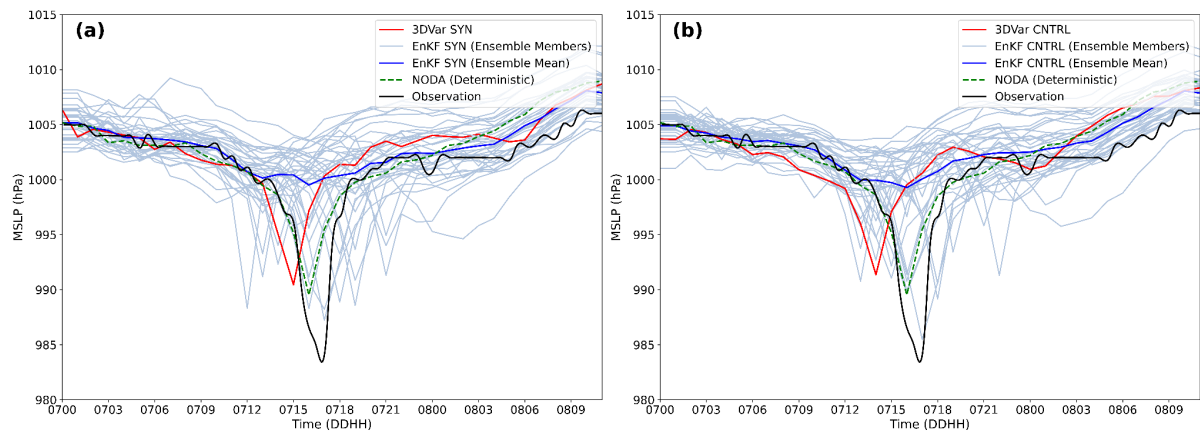 (a)
3DVar SYN
EnKF SYN (Ensemble Members)
EnKF SYN (Ensemble Mean)
NODA (Deterministic)
Observation
MSLP (hPa)
1015
1010
1005
1000
995
990
985
980
0700 0703 0706 0709 0712 0715 0718 0721 0800 0803 0806 0809
Time (DDHH)
(b)
3DVar CNTRL
EnKF CNTRL (Ensemble Members)
EnKF CNTRL (Ensemble Mean)
NODA (Deterministic)
Observation
MSLP (hPa)
1015
1010
1005
1000
995
990
985
980
0700 0703 0706 0709 0712 0715 0718 0721 0800 0803 0806 0809
Time (DDHH)